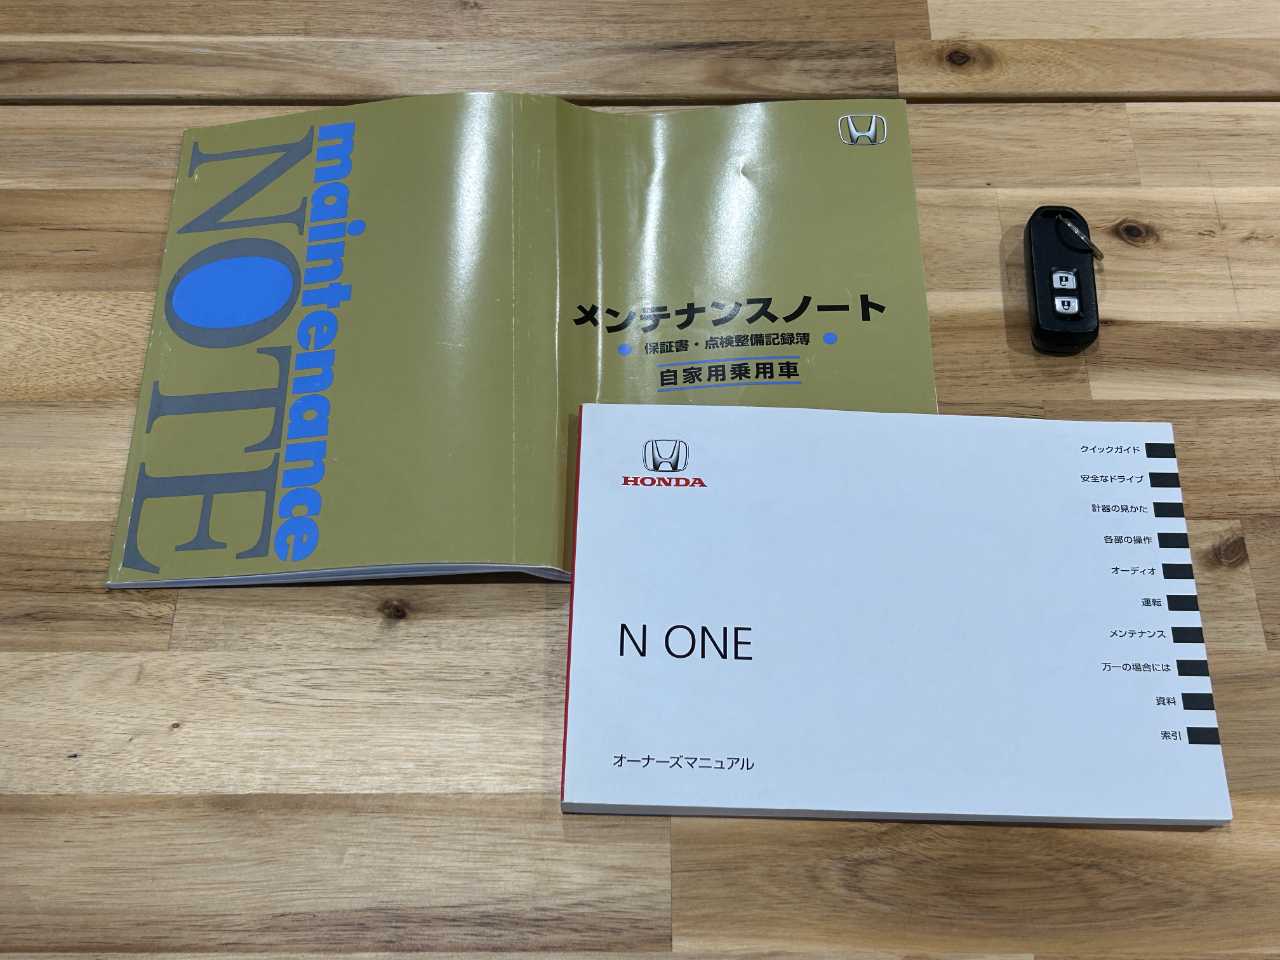 maintenance
NOTE
メンテナンスノート
保証書・点検整備記録簿
自家用乗用車
HONDA
N ONE
オーナーズマニュアル
クイックガイド
安全なドライブ
計器の見かた
各部の操作
オーディオ
運転
メンテナンス
万一の場合には
資料
索引